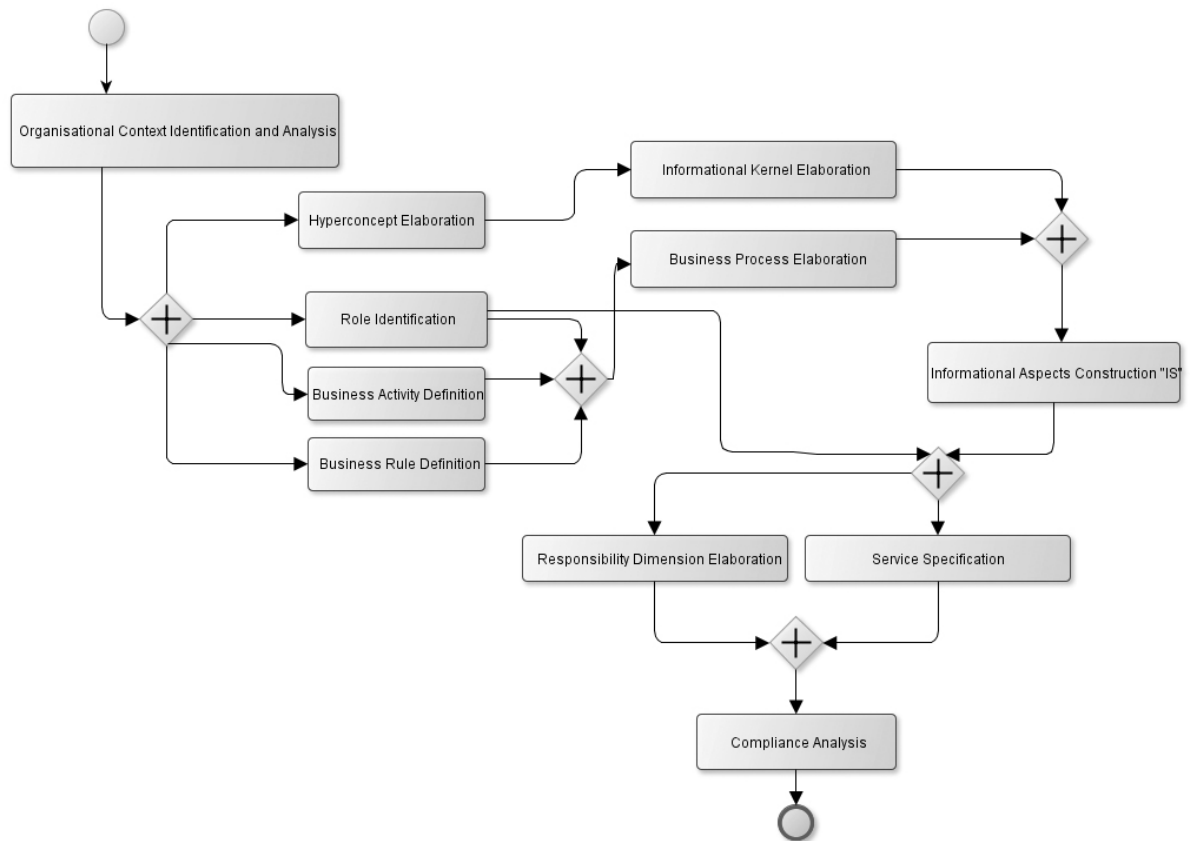 Organisational Context Identification and Analysis
Informational Kernel Elaboration
Hyperconcept Elaboration
Business Process Elaboration
Role Identification
Informational Aspects Construction "IS"
Business Activity Definition
Business Rule Definition
Responsibility Dimension Elaboration
Service Specification
Compliance Analysis